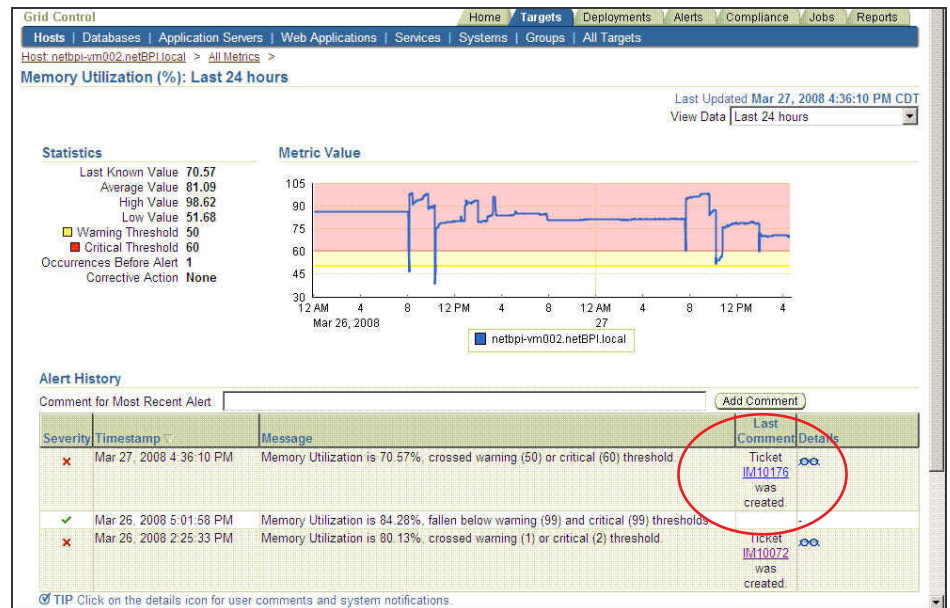 Grid Control
Home Targets Deployments Alerts Compliance Jobs Reports
Hosts | Databases | Application Servers | Web Applications | Services | Systems | Groups | All Targets
Host: netbpi-vm002.netBPI.local > All Metrics >
Memory Utilization (%): Last 24 hours
Last Updated Mar 27, 2008 4:36:10 PM CDT
View Data Last 24 hours
Statistics
Last Known Value 70.57
Average Value 81.09
High Value 98.62
Low Value 51.68
Warning Threshold 50
Critical Threshold 60
Occurrences Before Alert 1
Corrective Action None
Metric Value
105
90
75
60
45
30
12 AM 4 8 12 PM 4 8 12 AM 4 8 12 PM 4
Mar 26, 2008 27
netbpi-vm002.netBPI.local
Alert History
Comment for Most Recent Alert Add Comment
Severity Timestamp Message Last Comment Details
Mar 27, 2008 4:36:10 PM Memory Utilization is 70.57%, crossed warning (50) or critical (60) threshold. Ticket
IM10176
was
created.
Mar 26, 2008 5:01:58 PM Memory Utilization is 84.28%, fallen below warning (99) and critical (99) thresholds. -
Mar 26, 2008 2:25:33 PM Memory Utilization is 80.13%, crossed warning (1) or critical (2) threshold. Ticket
IM10072
was
created.
TIP Click on the details icon for user comments and system notifications.